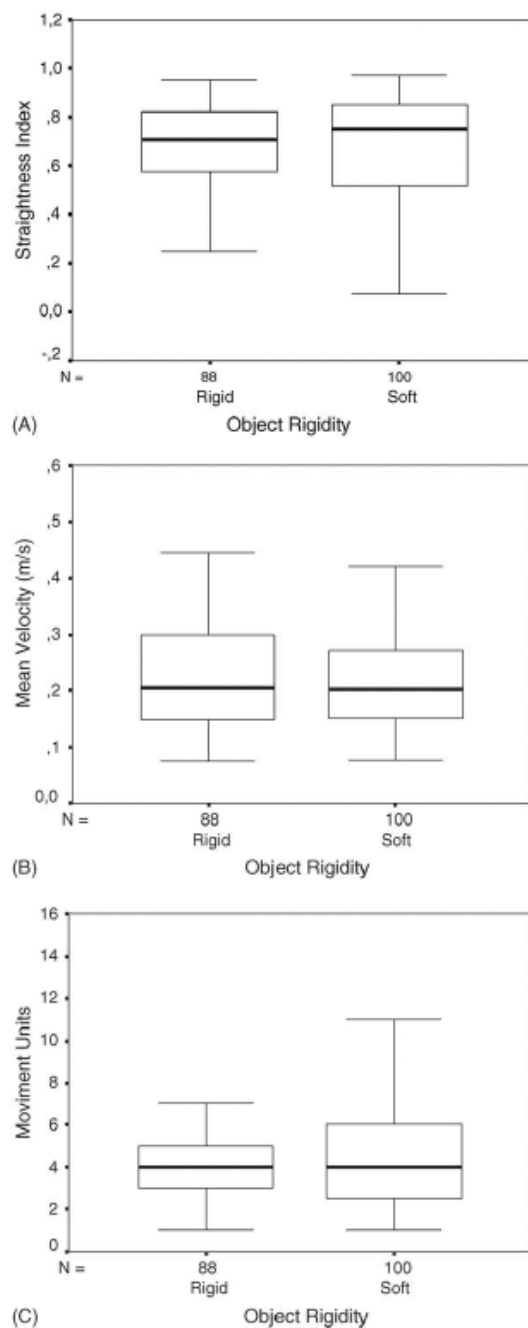 1,2
1,0
,8
,6
,4
,2
0,0
-,2
Straightness Index
N = 88 100
Rigid Soft
(A) Object Rigidity
,6
,5
,4
,3
,2
,1
0,0
Mean Velocity (m/s)
N = 88 100
Rigid Soft
(B) Object Rigidity
16
14
12
10
8
6
4
2
0
Moviment Units
N = 88 100
Rigid Soft
(C) Object Rigidity